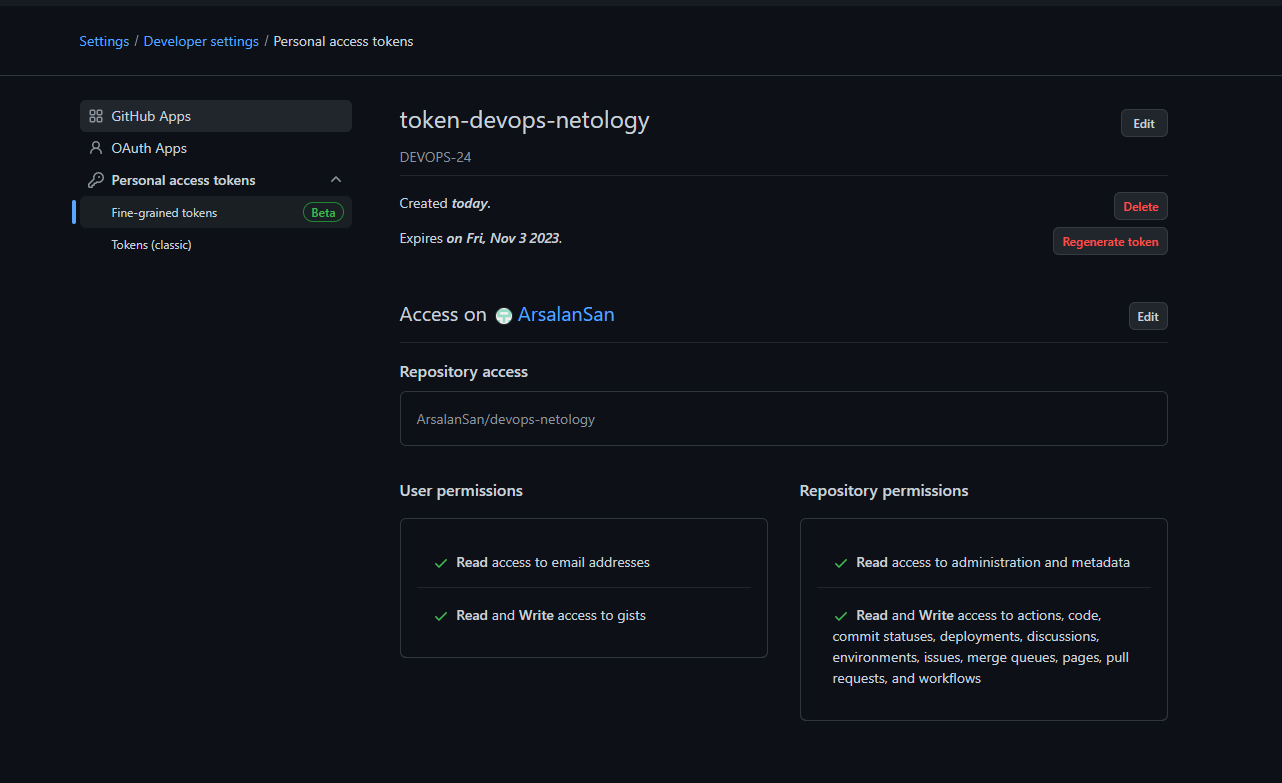 Settings / Developer settings / Personal access tokens
GitHub Apps
OAuth Apps
Personal access tokens
Fine-grained tokens Beta
Tokens (classic)
token-devops-netology
Edit
DEVOPS-24
Created today.
Delete
Expires on Fri, Nov 3 2023.
Regenerate token
Access on ArsalanSan
Edit
Repository access
ArsalanSan/devops-netology
User permissions
Read access to email addresses
Read and Write access to gists
Repository permissions
Read access to administration and metadata
Read and Write access to actions, code,
commit statuses, deployments, discussions,
environments, issues, merge queues, pages, pull
requests, and workflows